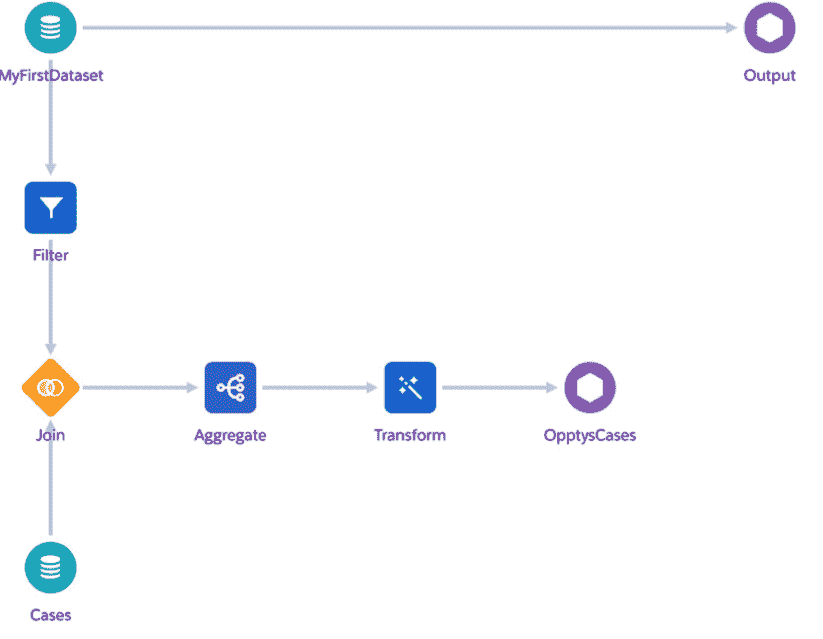 MyFirstDataset
Output
Filter
Join
Aggregate
Transform
OpptysCases
Cases